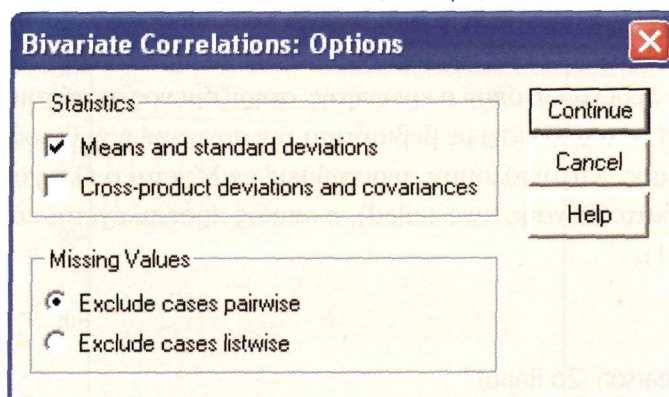 Bivariate Correlations: Options
Statistics
Means and standard deviations
Cross-product deviations and covariances
Missing Values
Exclude cases pairwise
Exclude cases listwise
Continue
Cancel
Help